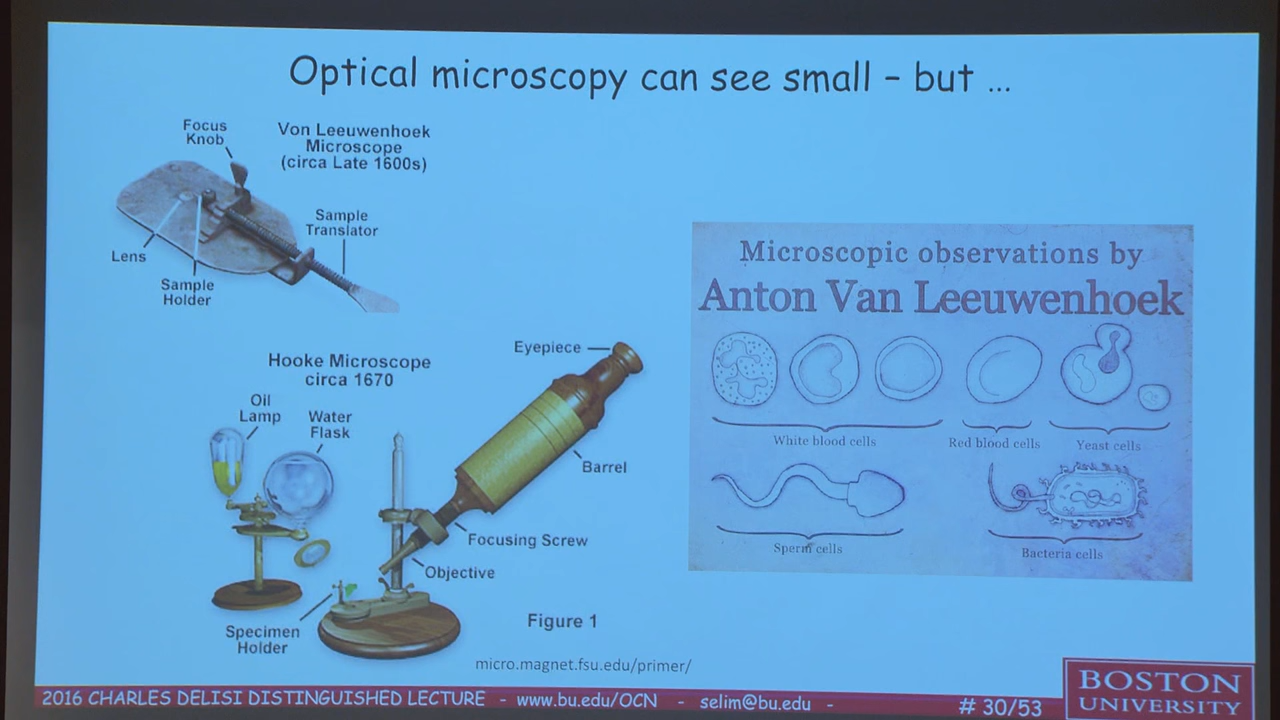 Optical microscopy can see small – but ...
Focus
Knob
Von Leeuwenhoek
Microscope
(circa Late 1600s)
Sample
Translator
Lens
Sample
Holder
Hooke Microscope
circa 1670
Eyepiece
Oil
Lamp
Water
Flask
Barrel
Focusing Screw
Objective
Specimen
Holder
Figure 1
micro.magnet.fsu.edu/primer/
Microscopic observations by
Anton Van Leeuwenhoek
White blood cells
Red blood cells
Yeast cells
Sperm cells
Bacteria cells
2016 CHARLES DELISI DISTINGUISHED LECTURE - www.bu.edu/OCN - selim@bu.edu -
# 30/53
BOSTON
UNIVERSITY